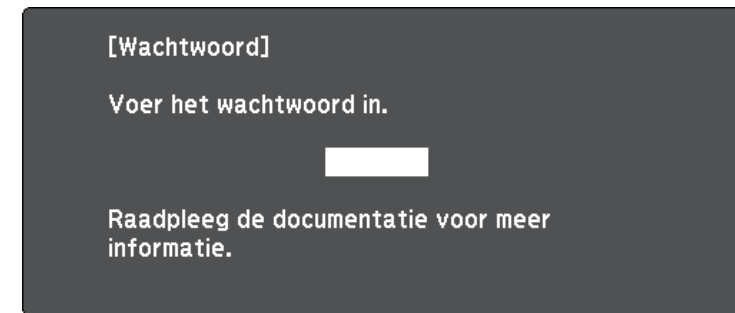 [Wachtwoord]
Voer het wachtwoord in.
Raadpleeg de documentatie voor meer
informatie.